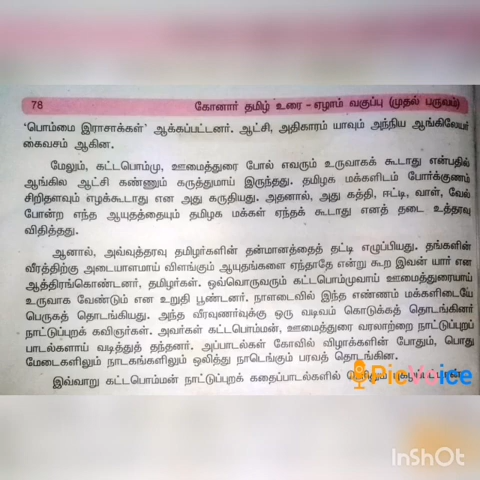 78
கோனார் தமிழ் உரை – ஏழாம் வகுப்பு (முதல் பருவம்)
‘பொம்மை இராசாக்கள்’ ஆக்கப்பட்டனர். ஆட்சி, அதிகாரம் யாவும் அந்நிய ஆங்கிலேயர்
கைவசம் ஆகின.
மேலும், கட்டபொம்மு, ஊமைத்துரை போல் எவரும் உருவாகக் கூடாது என்பதில்
ஆங்கில ஆட்சி கண்ணும் கருத்துமாய் இருந்தது. தமிழக மக்களிடம் போர்க்குணம்
சிறிதளவும் எழக்கூடாது என அது கருதியது. அதனால், அது கத்தி, ஈட்டி, வாள், வேல்
போன்ற எந்த ஆயுதத்தையும் தமிழக மக்கள் ஏந்தக் கூடாது எனத் தடை உத்தரவு
விதித்தது.
ஆனால், அவ்வுத்தரவு தமிழர்களின் தன்மானத்தைத் தட்டி எழுப்பியது. தங்களின்
வீரத்திற்கு அடையாளமாய் விளங்கும் ஆயுதங்களை ஏந்தாதே என்று கூற இவன் யார் என
ஆத்திரங்கொண்டனர், தமிழர்கள். ஒவ்வொருவரும் கட்டபொம்முவாய் ஊமைத்துரையாய்
உருவாக வேண்டும் என உறுதி பூண்டனர். நாளடைவில் இந்த எண்ணம் மக்களிடையே
பெருகத் தொடங்கியது. அந்த வீரவுணர்வுக்கு ஒரு வடிவம் கொடுக்கத் தொடங்கினர்
நாட்டுப்புறக் கவிஞர்கள். அவர்கள் கட்டபொம்மன், ஊமைத்துரை வரலாற்றை நாட்டுப்புறப்
பாடல்களாய் வடித்துத் தந்தனர். அப்பாடல்கள் கோவில் விழாக்களின் போதும், பொது
மேடைகளிலும் நாடகங்களிலும் ஒலித்து நாடெங்கும் பரவத் தொடங்கின.
இவ்வாறு கட்டபொம்மன் நாட்டுப்புறக் கதைப்பாடல்களில்
PicVoice
InShOt